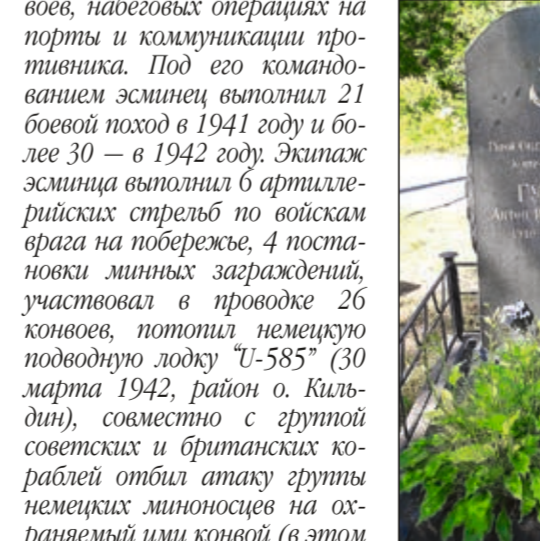 воев, набеговых операциях на
порты и коммуникации про-
тивника. Под его командо-
ванием эсминец выполнил 21
боевой поход в 1941 году и бо-
лее 30 — в 1942 году. Экипаж
эсминца выполнил 6 артилле-
рийских стрельб по войскам
врага на побережье, 4 поста-
новки минных заграждений,
участвовал в проводке 26
конвоев, потопил немецкую
подводную лодку “U-585” (30
марта 1942, район о. Киль-
дин), совместно с группой
советских и британских ко-
раблей отбил атаку группы
немецких миноносцев на ох-
раняемый ими конвой (в этом
Герой
Антон